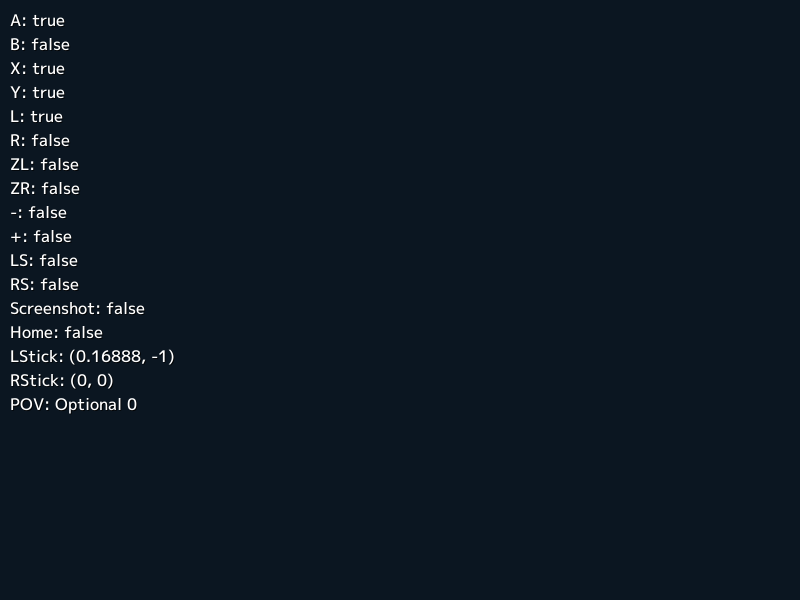 A: true
B: false
X: true
Y: true
L: true
R: false
ZL: false
ZR: false
-: false
+: false
LS: false
RS: false
Screenshot: false
Home: false
LStick: (0.16888, -1)
RStick: (0, 0)
POV: Optional 0